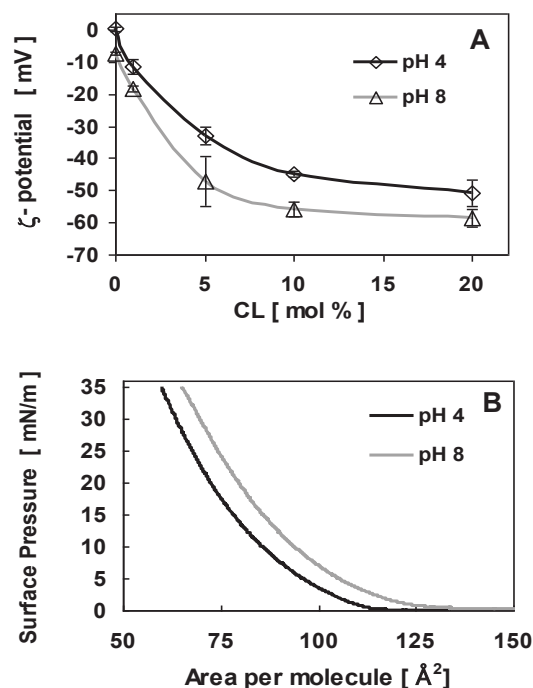 A
0
-10
-20
-30
-40
-50
-60
-70
ζ- potential [ mV]
pH 4
pH 8
0 5 10 15 20
CL [ mol % ]
B
35
30
25
20
15
10
5
0
Surface Pressure [ mN/m ]
pH 4
pH 8
50 75 100 125 150
Area per molecule [ Å²]